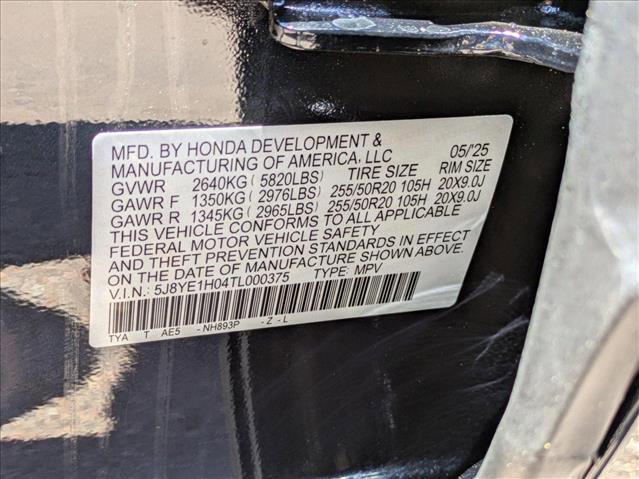 MFD. BY HONDA DEVELOPMENT & 05/'25
MANUFACTURING OF AMERICA, LLC
GVWR 2640KG ( 5820LBS) TIRE SIZE RIM SIZE
GAWR F 1350KG ( 2976LBS) 255/50R20 105H 20X9.0J
GAWR R 1345KG ( 2965LBS) 255/50R20 105H 20X9.0J
THIS VEHICLE CONFORMS TO ALL APPLICABLE
FEDERAL MOTOR VEHICLE SAFETY
AND THEFT PREVENTION STANDARDS IN EFFECT
ON THE DATE OF MANUFACTURE SHOWN ABOVE.
V.I.N.: 5J8YE1H04TL000375 TYPE: MPV
TYA T AE5 - NH893P - Z - L